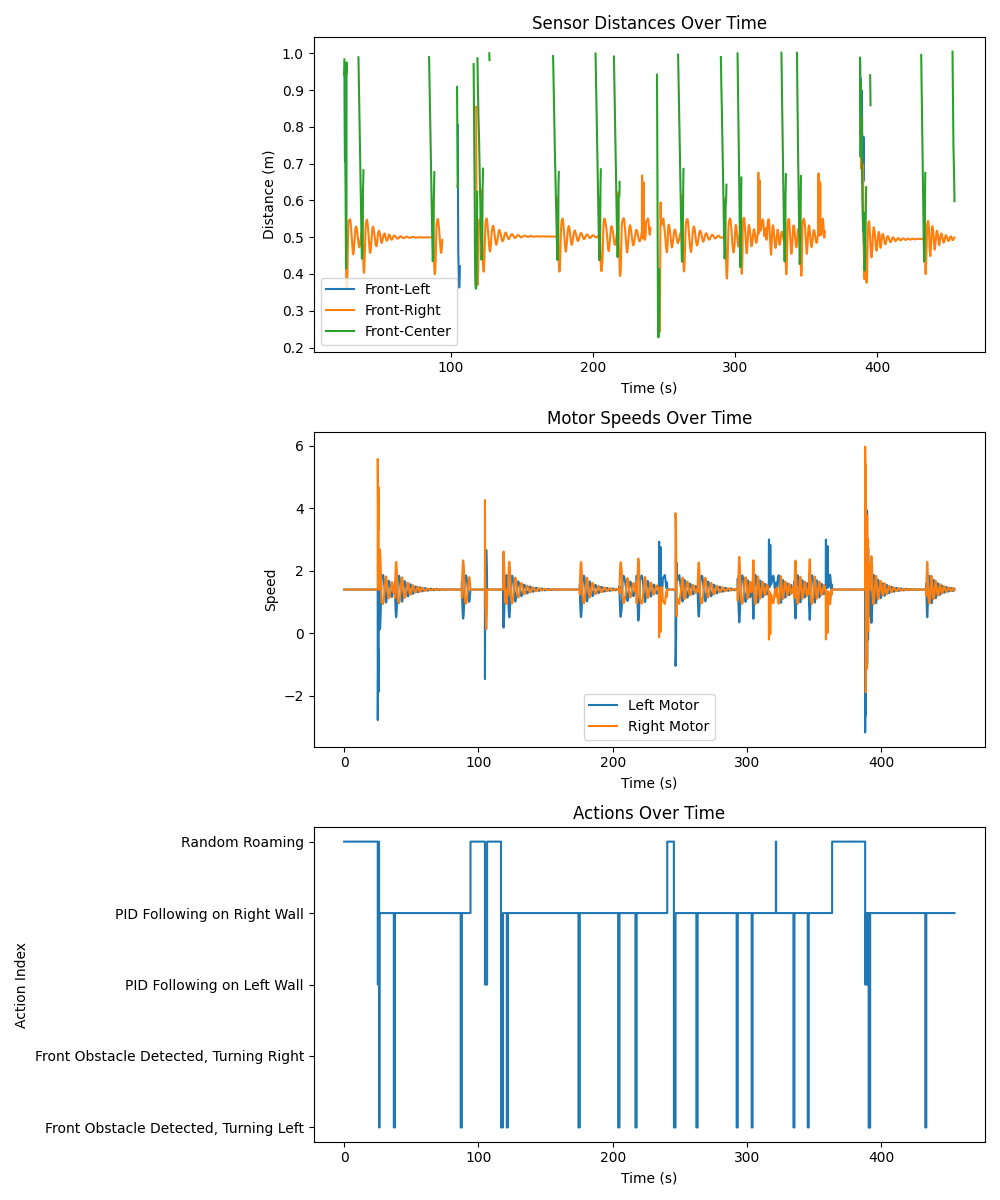 Sensor Distances Over Time
1.0
0.9
0.8
0.7
0.6
0.5
0.4
0.3
0.2
Distance (m)
Front-Left
Front-Right
Front-Center
100
200
300
400
Time (s)
Motor Speeds Over Time
6
4
2
0
−2
Speed
Left Motor
Right Motor
0
100
200
300
400
Time (s)
Actions Over Time
Random Roaming
PID Following on Right Wall
PID Following on Left Wall
Front Obstacle Detected, Turning Right
Front Obstacle Detected, Turning Left
Action Index
0
100
200
300
400
Time (s)